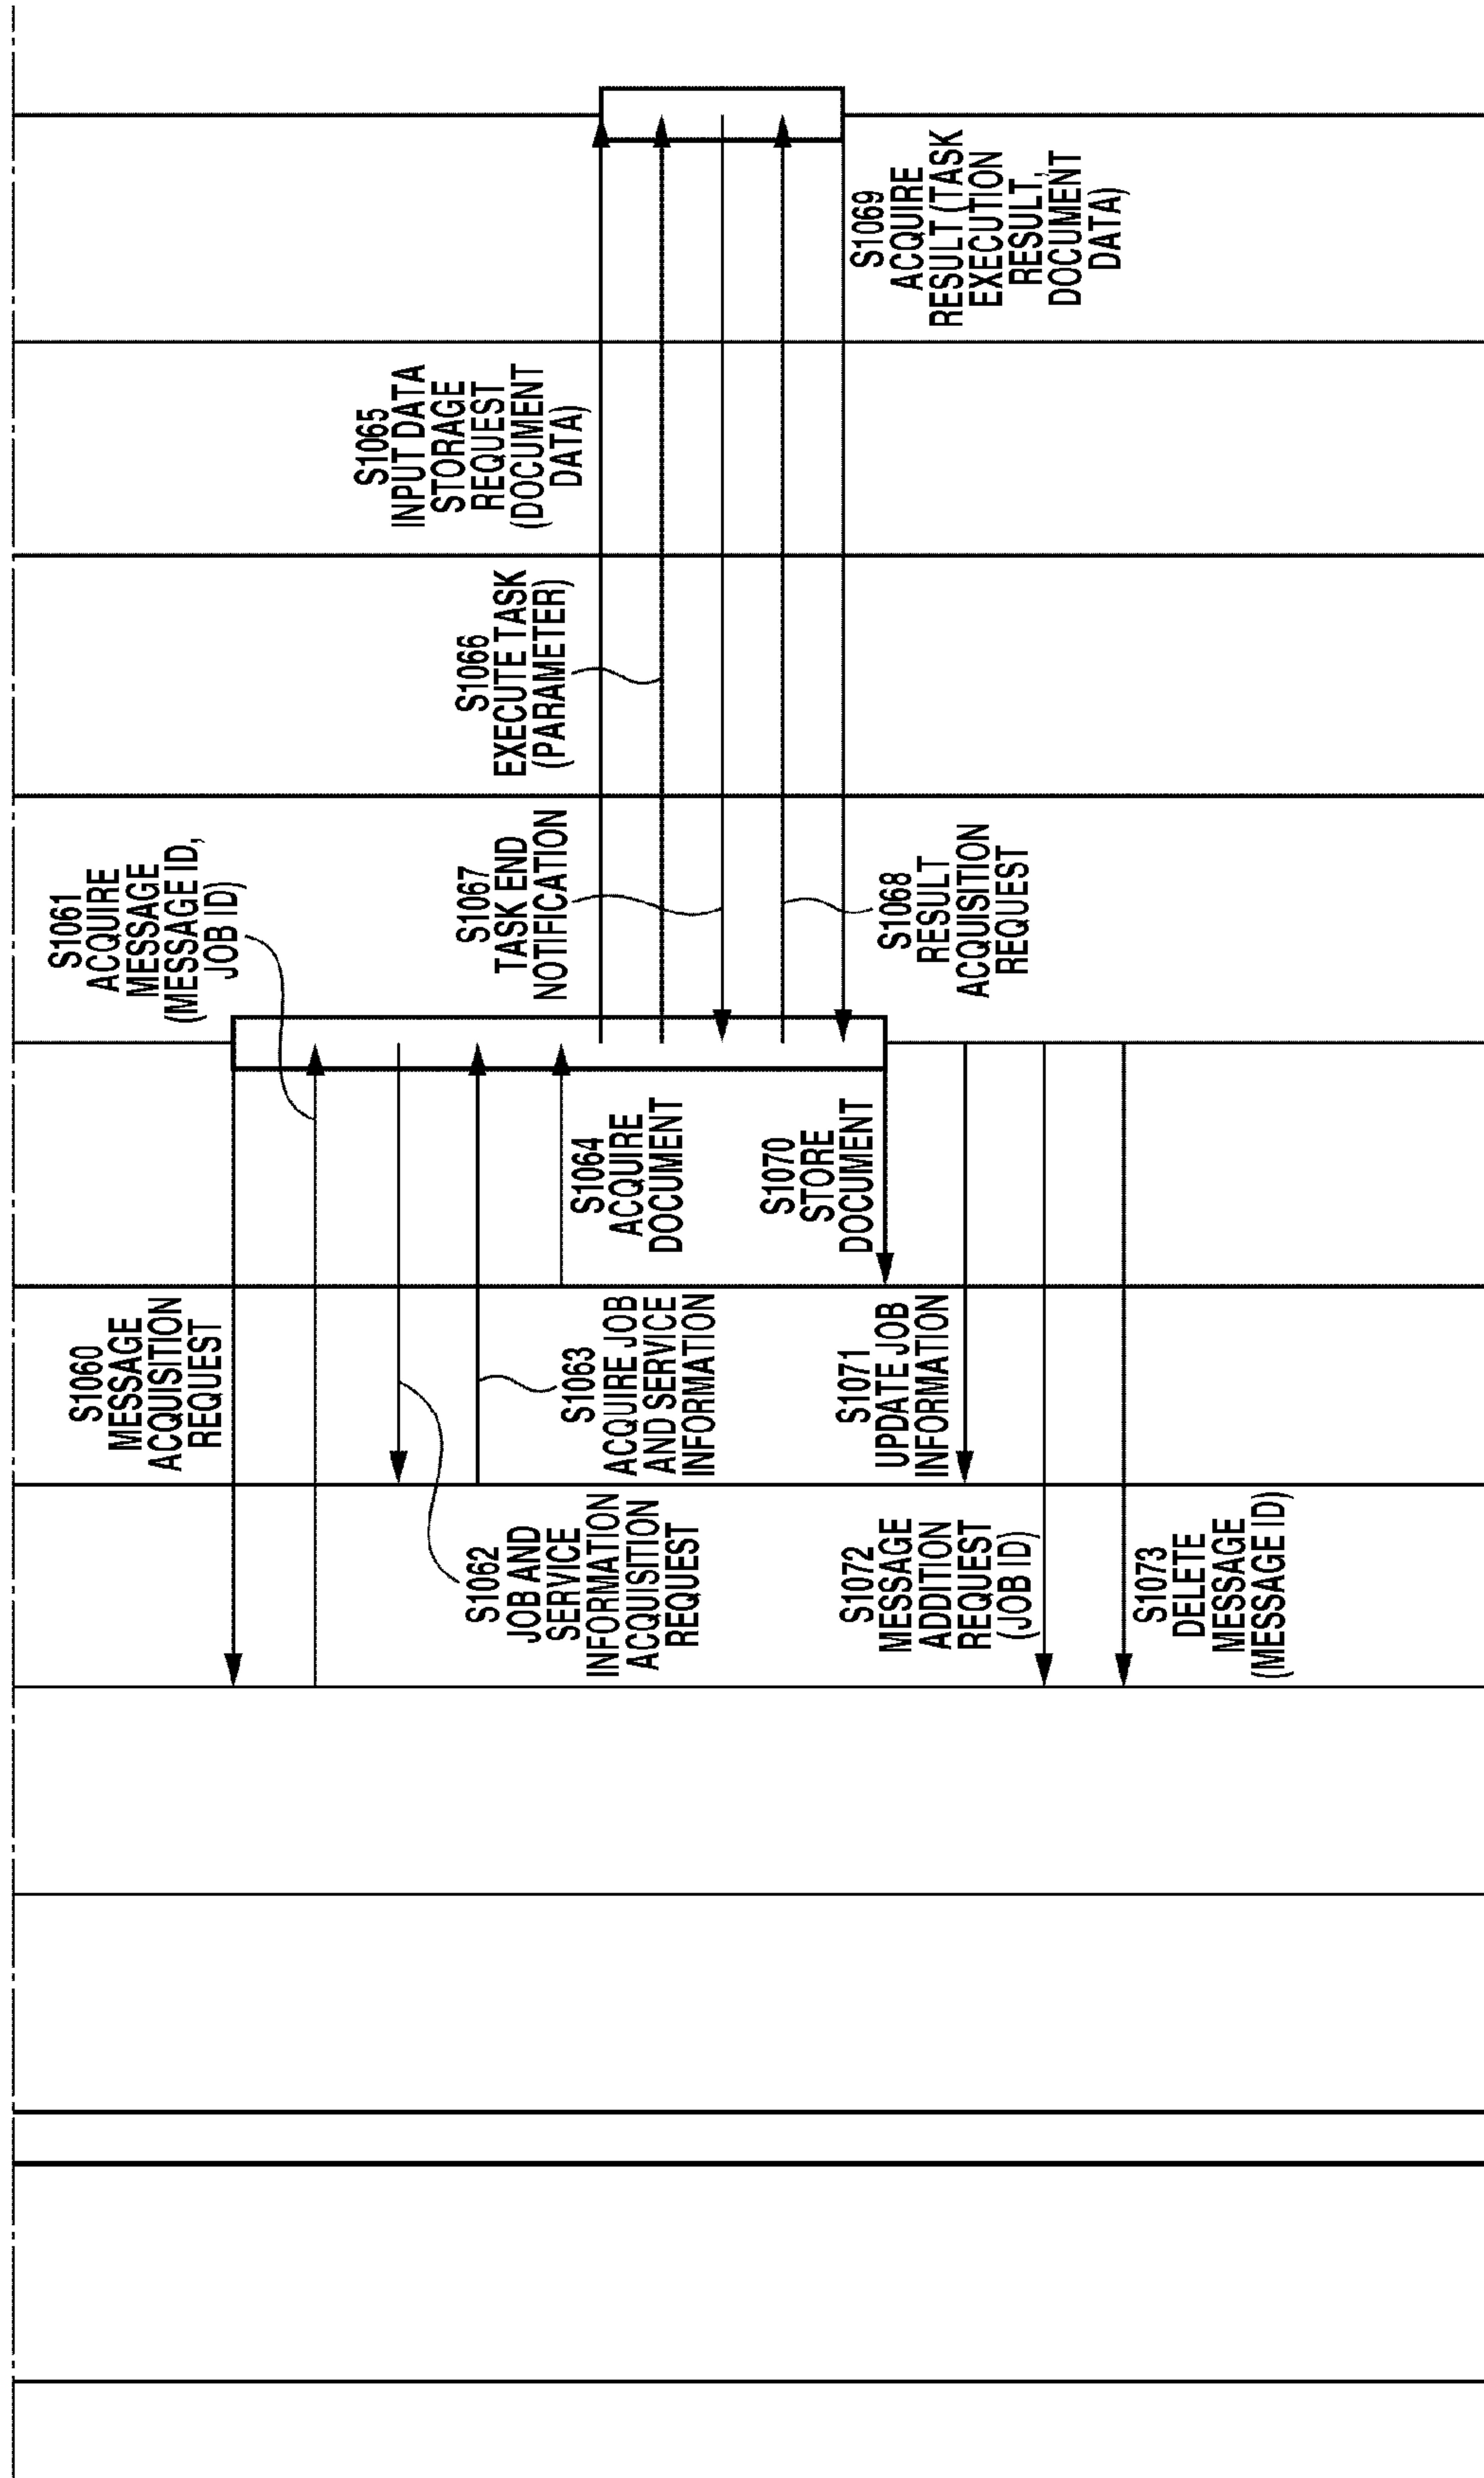 S1060
MESSAGE
ACQUISITION
REQUEST
S1061
ACQUIRE
MESSAGE
(MESSAGE ID,
JOB ID)
S1062
JOB AND
SERVICE
INFORMATION
ACQUISITION
REQUEST
S1063
ACQUIRE JOB
AND SERVICE
INFORMATION
S1064
ACQUIRE
DOCUMENT
S1065
INPUT DATA
STORAGE
REQUEST
(DOCUMENT
DATA)
S1066
EXECUTE TASK
(PARAMETER)
S1067
TASK END
NOTIFICATION
S1068
RESULT
ACQUISITION
REQUEST
S1069
ACQUIRE
RESULT (TASK
EXECUTION
RESULT,
DOCUMENT
DATA)
S1070
STORE
DOCUMENT
S1071
UPDATE JOB
INFORMATION
S1072
MESSAGE
ADDITION
REQUEST
(JOB ID)
S1073
DELETE
MESSAGE
(MESSAGE ID)